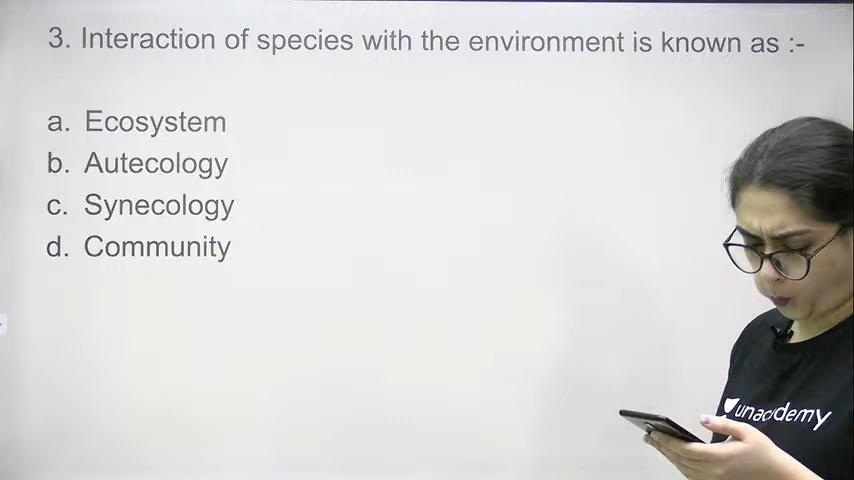 3. Interaction of species with the environment is known as :-
a. Ecosystem
b. Autecology
c. Synecology
d. Community
unacademy